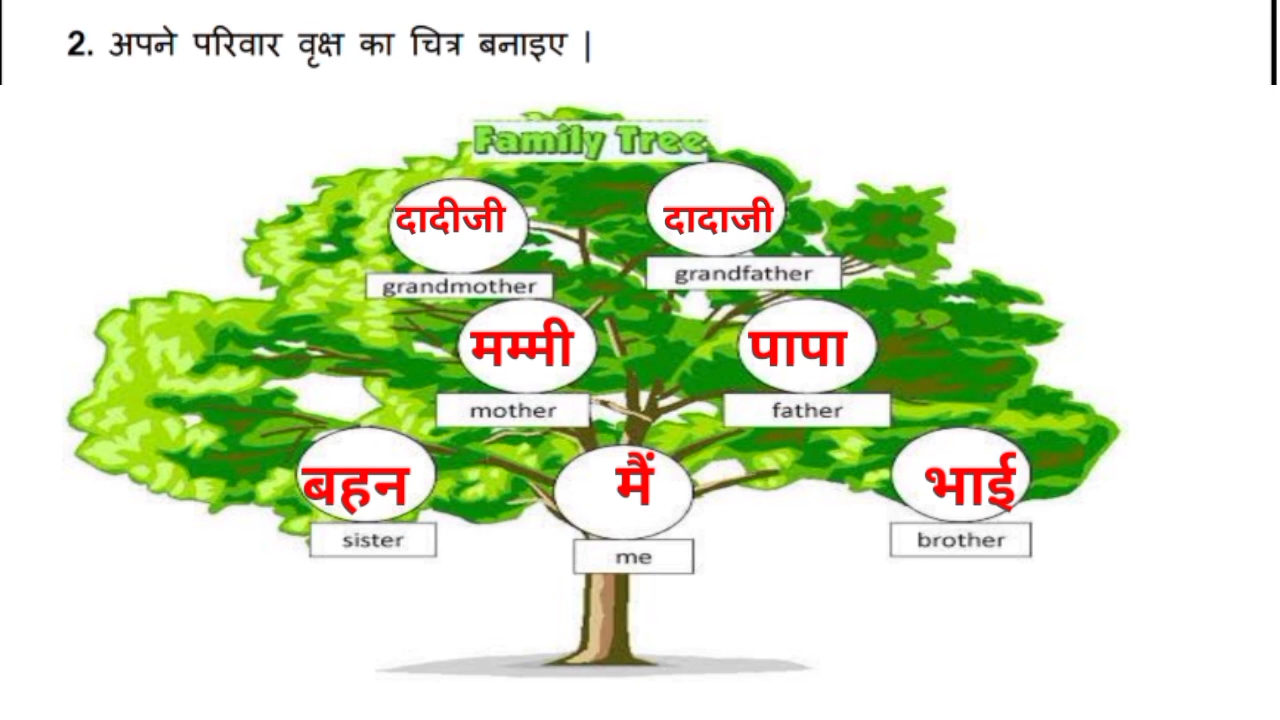 2. अपने परिवार वृक्ष का चित्र बनाइए |
Family Tree
दादीजी
दादाजी
grandmother
grandfather
मम्मी
पापा
mother
father
बहन
मैं
भाई
sister
me
brother